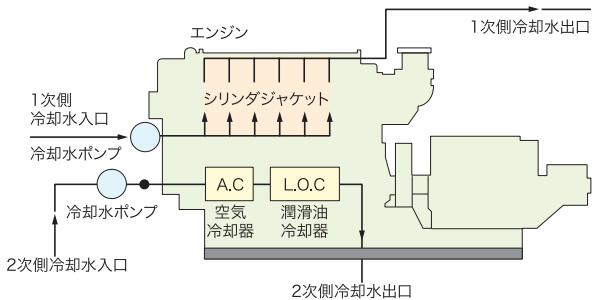 エンジン
1次側冷却水出口
シリンダジャケット
1次側
冷却水入口
冷却水ポンプ
A.C
L.O.C
冷却水ポンプ
空気
冷却器
潤滑油
冷却器
2次側冷却水入口
2次側冷却水出口